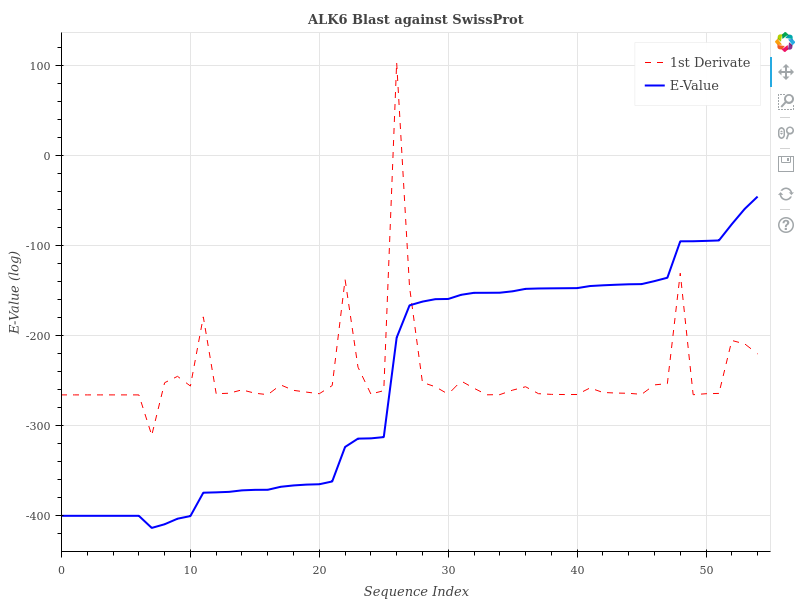 ALK6 Blast against SwissProt
1st Derivate
E-Value
E-Value (log)
100
0
-100
-200
-300
-400
0 10 20 30 40 50
Sequence Index